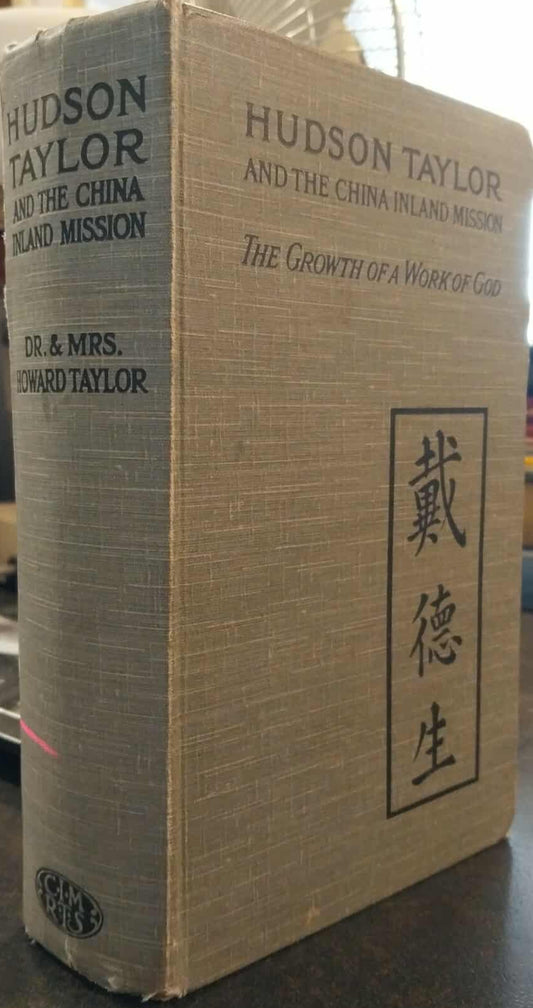 HUDSON
TAYLOR
AND THE CHINA
INLAND MISSION
DR. & MRS.
HOWARD TAYLOR
C·I·M
R·T·S
HUDSON TAYLOR
AND THE CHINA INLAND MISSION
THE GROWTH OF A WORK OF GOD
戴
德
生